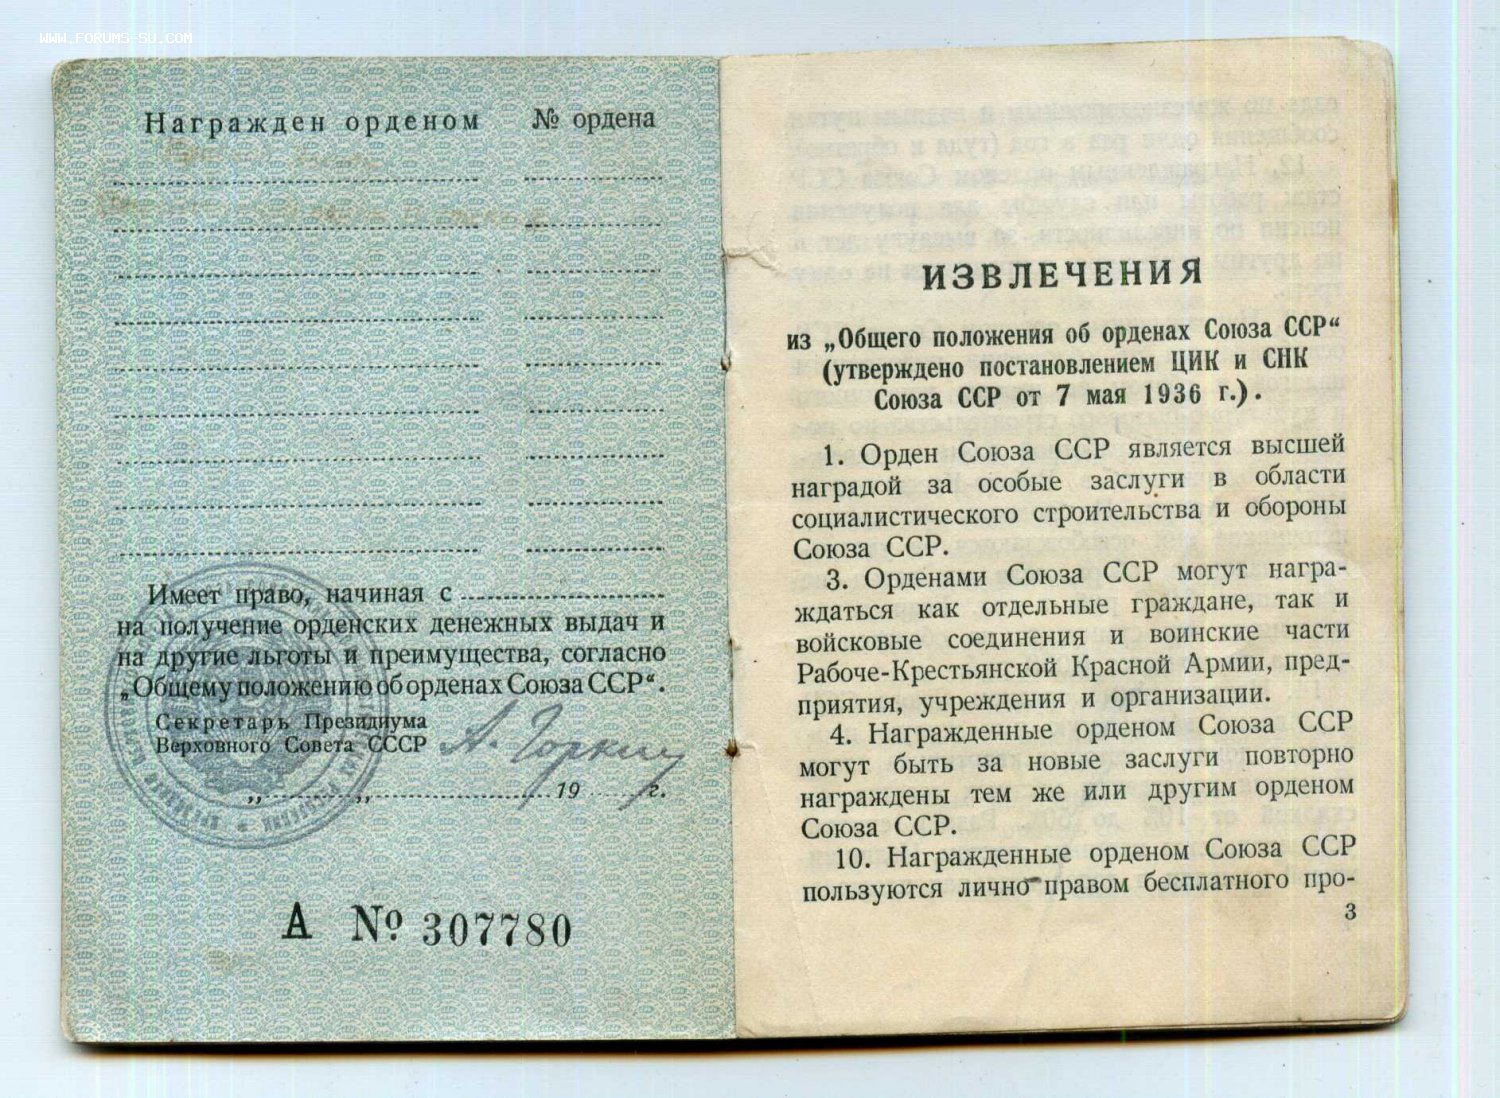 WWW.FORUMS-SU.COM
Награжден орденом № ордена
Имеет право, начиная с
на получение орденских денежных выдач и
на другие льготы и преимущества, согласно
„Общему положению об орденах Союза ССР“.
Секретарь Президиума
Верховного Совета СССР А. Горкин
„ „ 19 г.
А № 307780
ИЗВЛЕЧЕНИЯ
из „Общего положения об орденах Союза ССР“
(утверждено постановлением ЦИК и СНК
Союза ССР от 7 мая 1936 г.).
1. Орден Союза ССР является высшей
наградой за особые заслуги в области
социалистического строительства и обороны
Союза ССР.
3. Орденами Союза ССР могут награ-
ждаться как отдельные граждане, так и
войсковые соединения и воинские части
Рабоче-Крестьянской Красной Армии, пред-
приятия, учреждения и организации.
4. Награжденные орденом Союза ССР
могут быть за новые заслуги повторно
награждены тем же или другим орденом
Союза ССР.
10. Награжденные орденом Союза ССР
пользуются лично правом бесплатного про-
3